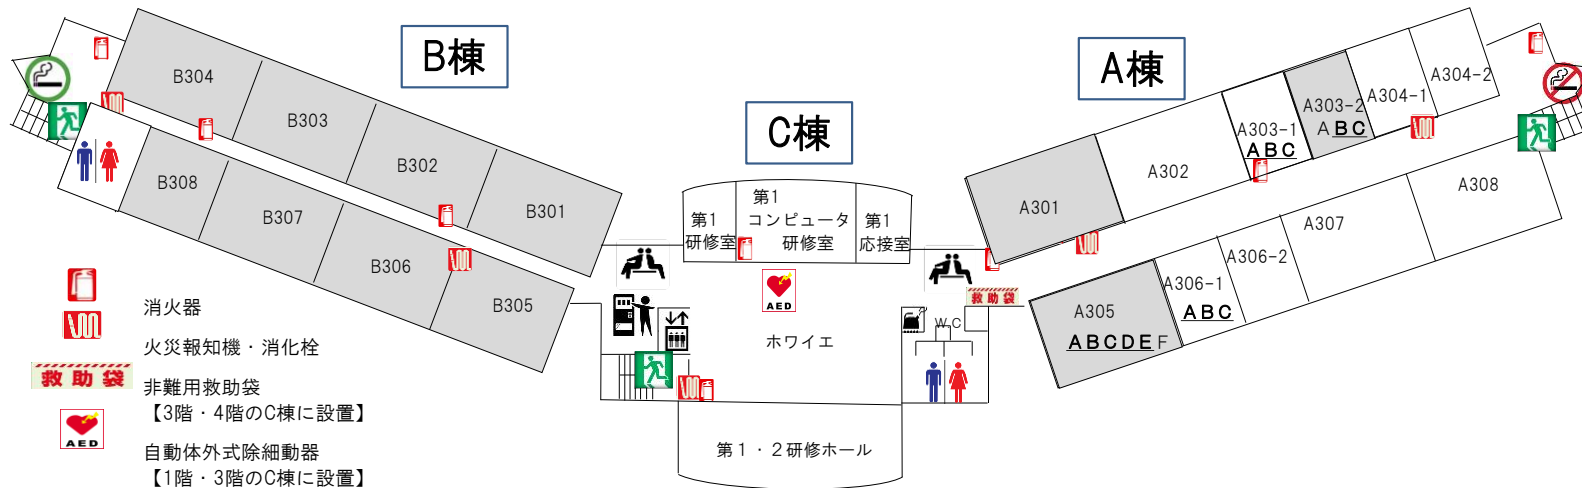 B棟
A棟
C棟
B304
B303
B302
B301
B308
B307
B306
B305
第1
研修室
第1
コンピュータ
研修室
第1
応接室
A301
A302
A303-1
ABC
A303-2
ABC
A304-1
A304-2
A305
ABCDEF
A306-1
ABC
A306-2
A307
A308
救助袋
WC
AED
ホワイエ
第1・2研修ホール
消火器
火災報知機・消化栓
救助袋
非難用救助袋
【3階・4階のC棟に設置】
AED
自動体外式除細動器
【1階・3階のC棟に設置】